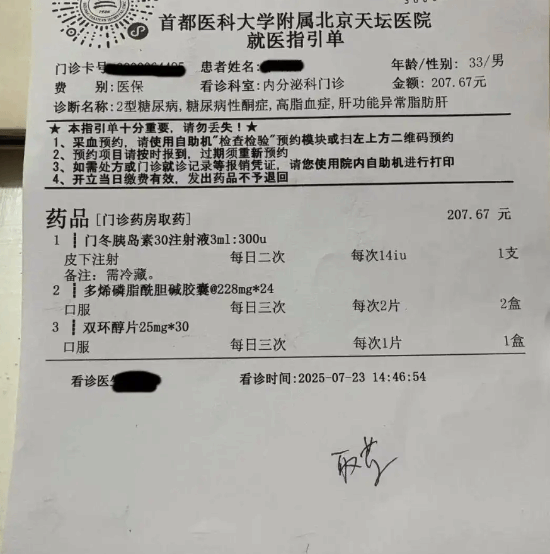 首都医科大学附属北京天坛医院
就医指引单
门诊卡号 患者姓名: 年龄/性别: 33/男
费 别:医保 看诊科室:内分泌科门诊 金额: 207.67元
诊断名称:2型糖尿病,糖尿病性酮症,高脂血症,肝功能异常脂肪肝
★ 本指引单十分重要, 请勿丢失! ★
1、采血预约, 请使用自助机"检查检验"预约模块或扫左上方二维码预约
2、预约项目请按时报到, 过期须重新预约
3、如需处方或门诊就诊记录等报销凭证, 请您使用院内自助机进行打印
4、开立当日缴费有效, 发出药品不予退回
药品 [门诊药房取药] 207.67 元
1 门冬胰岛素30注射液3ml:300u
皮下注射 每日二次 每次14iu 1支
备注: 需冷藏。
2 多烯磷脂酰胆碱胶囊@228mg*24
口服 每日三次 每次2片 2盒
3 双环醇片25mg*30
口服 每日三次 每次1片 1盒
看诊医 看诊时间:2025-07-23 14:46:54
取药